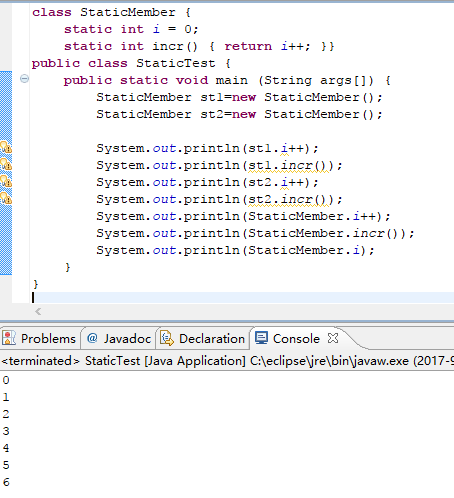 class StaticMember {
static int i = 0;
static int incr() { return i++; }}
public class StaticTest {
public static void main (String args[]) {
StaticMember st1=new StaticMember();
StaticMember st2=new StaticMember();
System.out.println(st1.i++);
System.out.println(st1.incr());
System.out.println(st2.i++);
System.out.println(st2.incr());
System.out.println(StaticMember.i++);
System.out.println(StaticMember.incr());
System.out.println(StaticMember.i);
}
}
Problems @ Javadoc Declaration Console
<terminated> StaticTest [Java Application] C:\eclipse\jre\bin\javaw.exe (2017-9
0
1
2
3
4
5
6